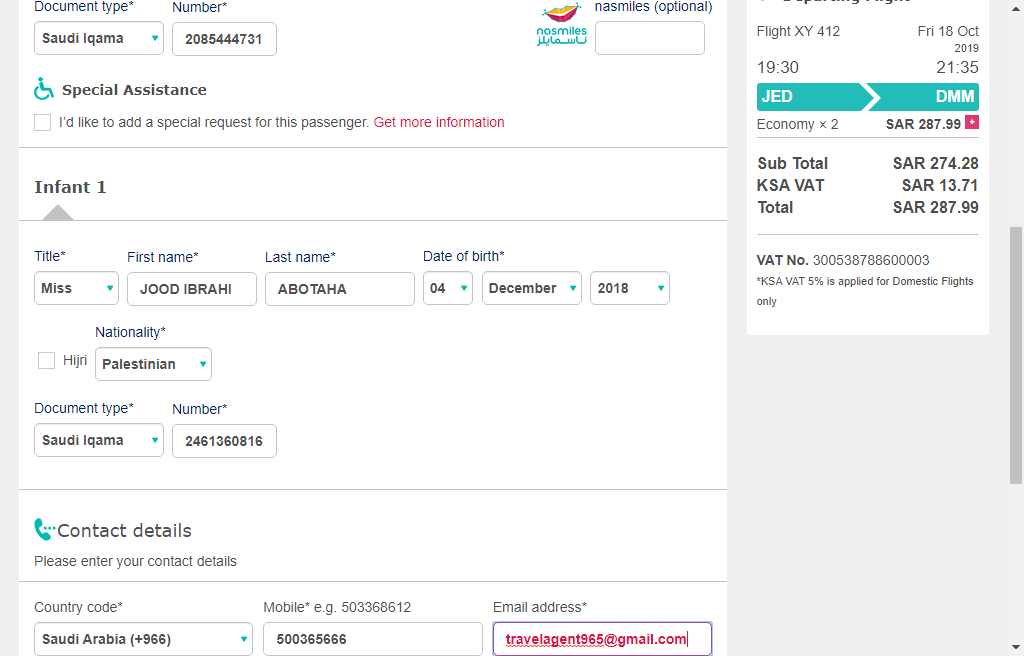 Document type* Number* nasmiles (optional)
Saudi Iqama 2085444731
nasmiles
ناسمايلز
Special Assistance
I'd like to add a special request for this passenger. Get more information
Infant 1
Title* First name* Last name* Date of birth*
Miss JOOD IBRAHI ABOTAHA 04 December 2018
Nationality*
Hijri Palestinian
Document type* Number*
Saudi Iqama 2461360816
Contact details
Please enter your contact details
Country code* Mobile* e.g. 503368612 Email address*
Saudi Arabia (+966) 500365666 travelagent965@gmail.com
Departing Flight
Flight XY 412 Fri 18 Oct
2019
19:30 21:35
JED DMM
Economy × 2 SAR 287.99 +
Sub Total SAR 274.28
KSA VAT SAR 13.71
Total SAR 287.99
VAT No. 300538788600003
*KSA VAT 5% is applied for Domestic Flights
only